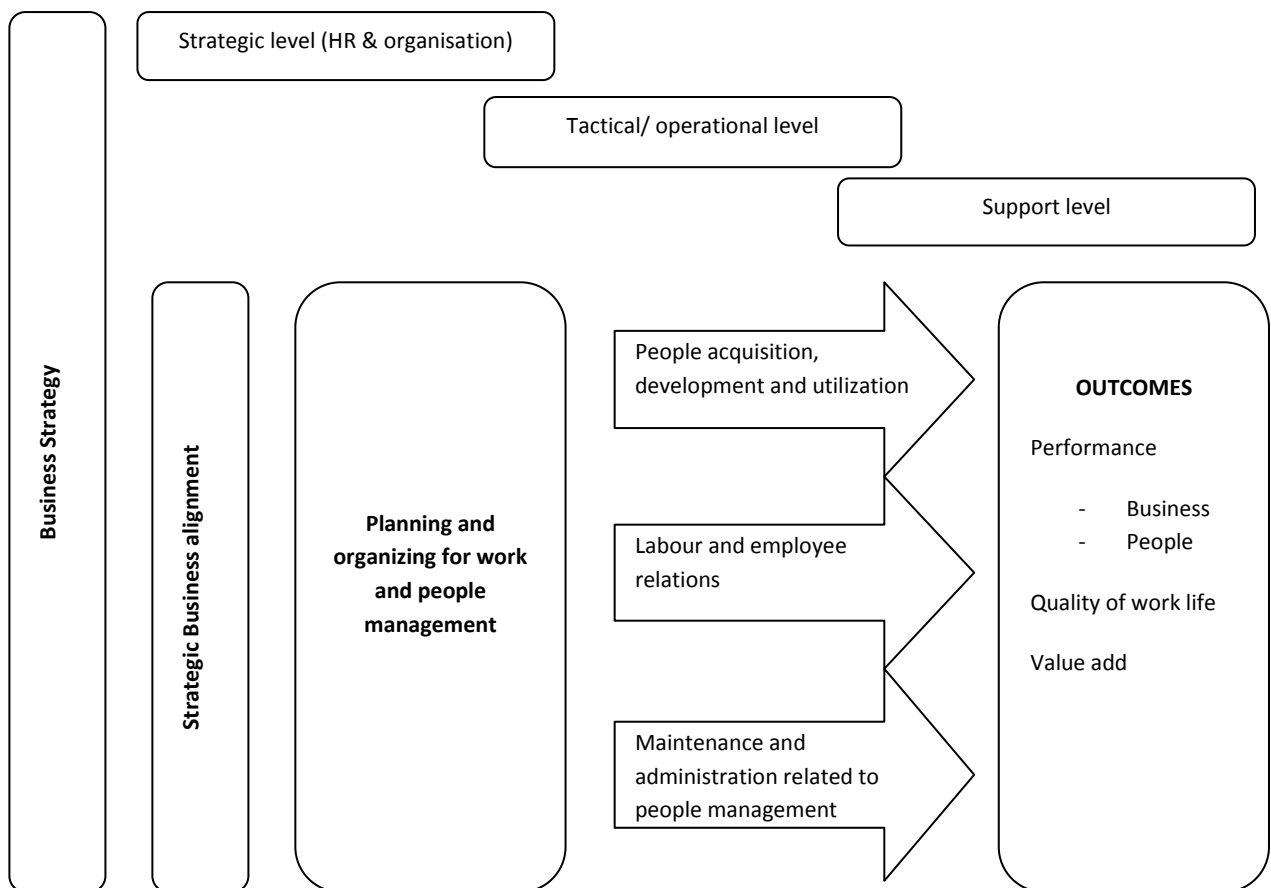 Strategic level (HR & organisation)
Tactical/ operational level
Support level
Business Strategy
Strategic Business alignment
Planning and
organizing for work
and people
management
People acquisition,
development and utilization
Labour and employee
relations
Maintenance and
administration related to
people management
OUTCOMES
Performance
- Business
- People
Quality of work life
Value add